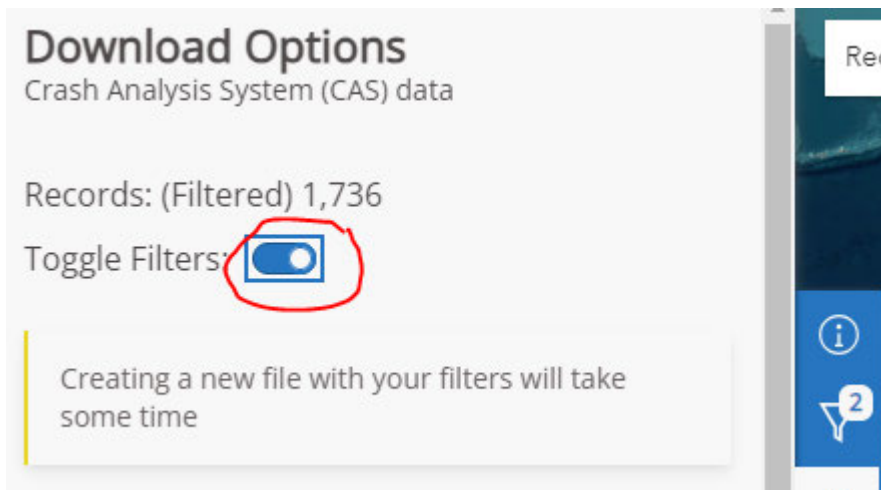 Download Options
Crash Analysis System (CAS) data
Records: (Filtered) 1,736
Toggle Filters:
Creating a new file with your filters will take
some time
2